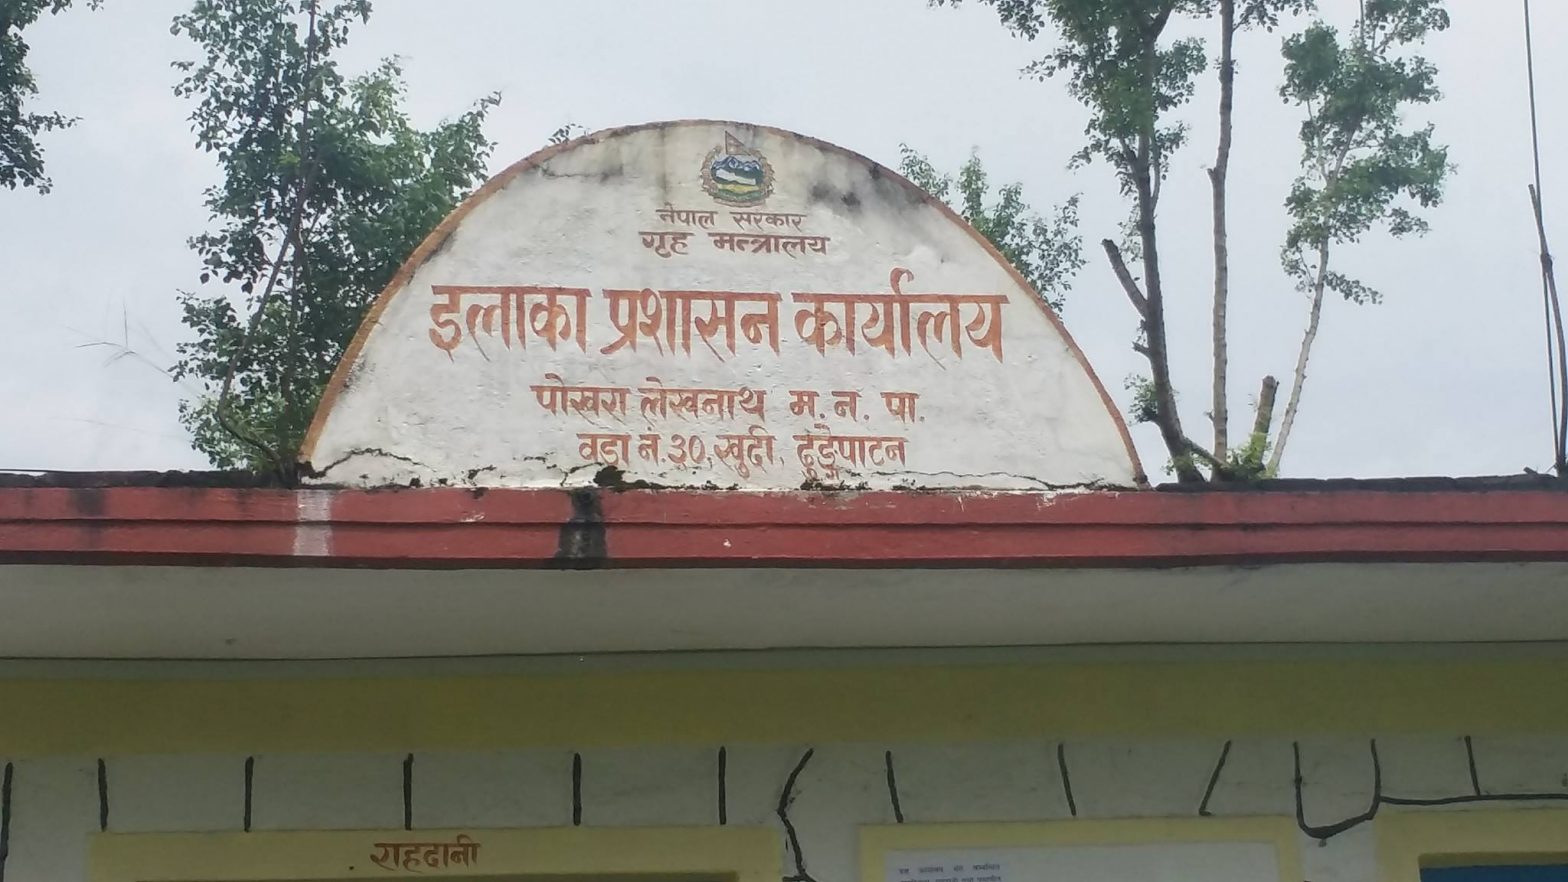 नेपाल सरकार
गृह मन्त्रालय
इलाका प्रशासन कार्यालय
पोखरा लेखनाथ म. न. पा.
वडा न.३०, खुदी ढुङेपाटन
राहदानी